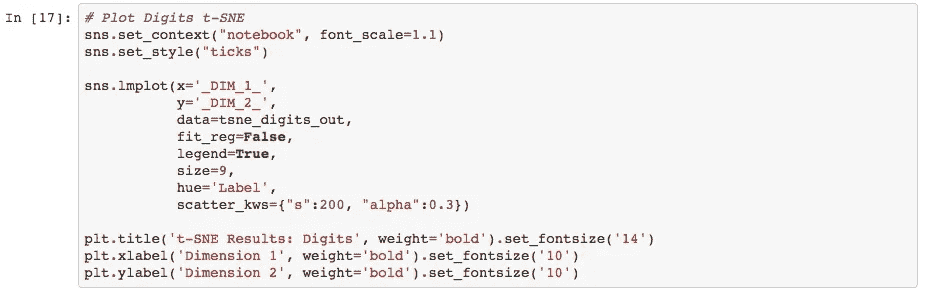 In [17]: # Plot Digits t-SNE
sns.set_context("notebook", font_scale=1.1)
sns.set_style("ticks")
sns.lmplot(x='_DIM_1_',
y='_DIM_2_',
data=tsne_digits_out,
fit_reg=False,
legend=True,
size=9,
hue='Label',
scatter_kws={"s":200, "alpha":0.3})
plt.title('t-SNE Results: Digits', weight='bold').set_fontsize('14')
plt.xlabel('Dimension 1', weight='bold').set_fontsize('10')
plt.ylabel('Dimension 2', weight='bold').set_fontsize('10')